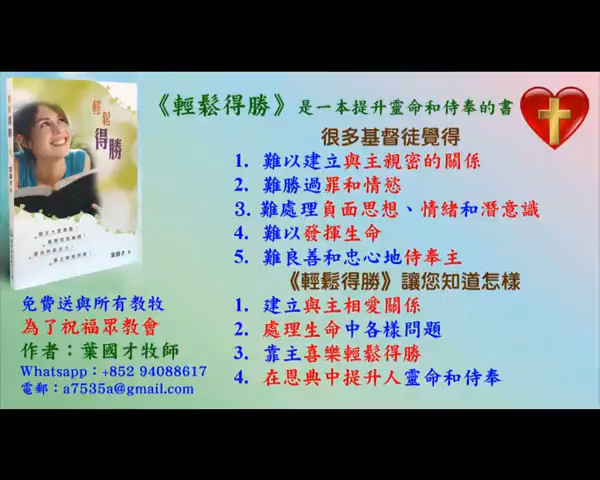 輕鬆
得勝
輕鬆得勝
葉國才
《輕鬆得勝》是一本提升靈命和侍奉的書
很多基督徒覺得
1. 難以建立與主親密的關係
2. 難勝過罪和情慾
3. 難處理負面思想、情緒和潛意識
4. 難以發揮生命
5. 難良善和忠心地侍奉主
《輕鬆得勝》讓您知道怎樣
1. 建立與主相愛關係
2. 處理生命中各樣問題
3. 靠主喜樂輕鬆得勝
4. 在恩典中提升人靈命和侍奉
免費送與所有教牧
為了祝福眾教會
作者：葉國才牧師
Whatsapp：+852 94088617
電郵：a7535a@gmail.com